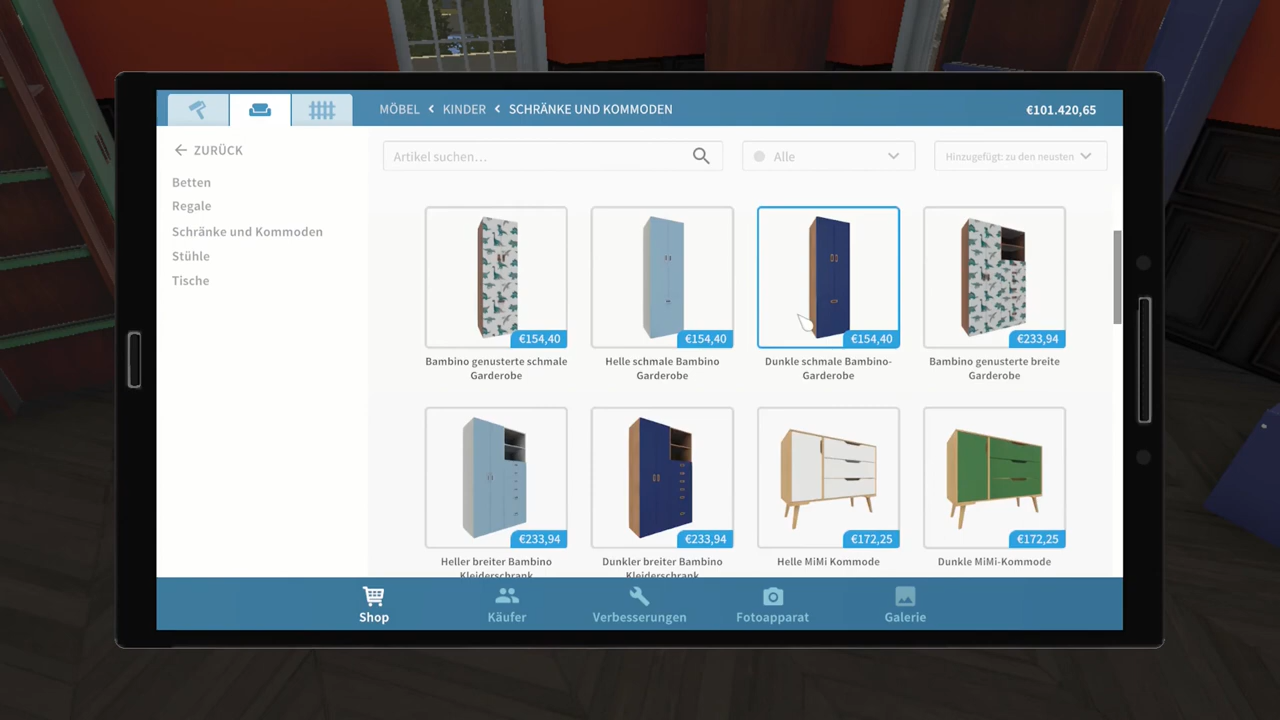 MÖBEL < KINDER < SCHRÄNKE UND KOMMODEN
€101.420,65
ZURÜCK
Artikel suchen...
Alle
Hinzugefügt: zu den neusten
Betten
Regale
Schränke und Kommoden
Stühle
Tische
€154,40
€154,40
€154,40
€233,94
Bambino genusterte schmale
Garderobe
Helle schmale Bambino
Garderobe
Dunkle schmale Bambino-
Garderobe
Bambino genusterte breite
Garderobe
€233,94
€233,94
€172,25
€172,25
Heller breiter Bambino
Kleiderschrank
Dunkler breiter Bambino
Kleiderschrank
Helle MiMi Kommode
Dunkle MiMi-Kommode
Shop
Käufer
Verbesserungen
Fotoapparat
Galerie